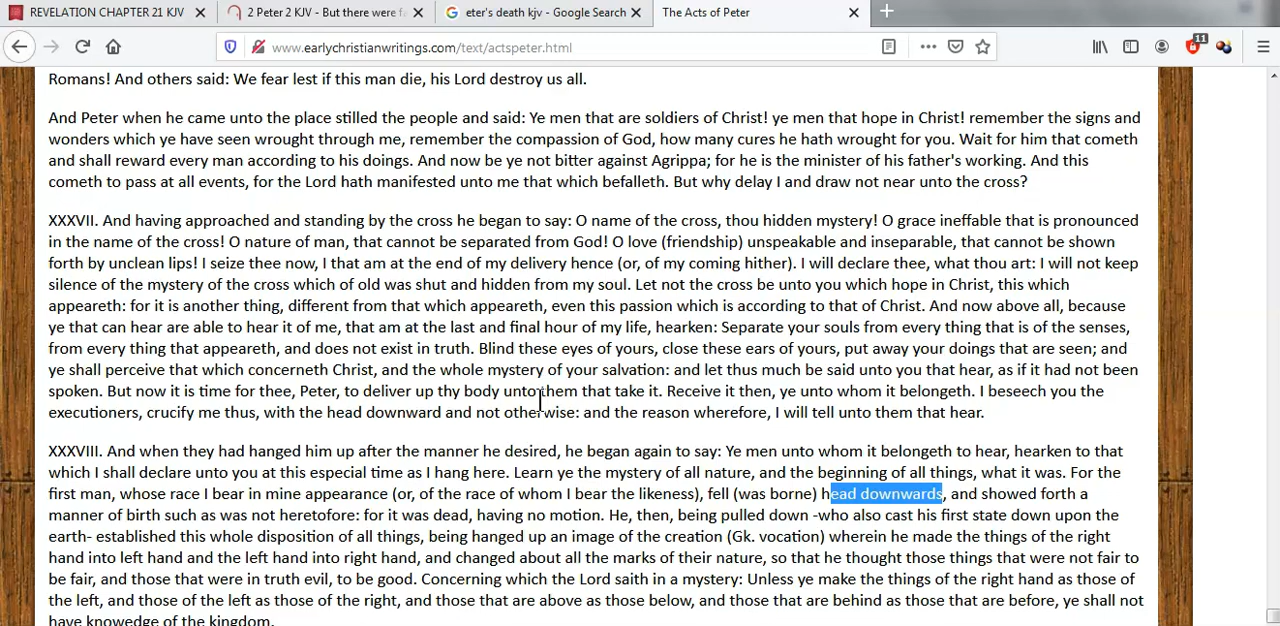 REVELATION CHAPTER 21 KJV
2 Peter 2 KJV - But there were f
eter's death kjv - Google Search
The Acts of Peter
www.earlychristianwritings.com/text/actspeter.html
11
Romans! And others said: We fear lest if this man die, his Lord destroy us all.
And Peter when he came unto the place stilled the people and said: Ye men that are soldiers of Christ! ye men that hope in Christ! remember the signs and
wonders which ye have seen wrought through me, remember the compassion of God, how many cures he hath wrought for you. Wait for him that cometh
and shall reward every man according to his doings. And now be ye not bitter against Agrippa; for he is the minister of his father's working. And this
cometh to pass at all events, for the Lord hath manifested unto me that which befalleth. But why delay I and draw not near unto the cross?
XXXVII. And having approached and standing by the cross he began to say: O name of the cross, thou hidden mystery! O grace ineffable that is pronounced
in the name of the cross! O nature of man, that cannot be separated from God! O love (friendship) unspeakable and inseparable, that cannot be shown
forth by unclean lips! I seize thee now, I that am at the end of my delivery hence (or, of my coming hither). I will declare thee, what thou art: I will not keep
silence of the mystery of the cross which of old was shut and hidden from my soul. Let not the cross be unto you which hope in Christ, this which
appeareth: for it is another thing, different from that which appeareth, even this passion which is according to that of Christ. And now above all, because
ye that can hear are able to hear it of me, that am at the last and final hour of my life, hearken: Separate your souls from every thing that is of the senses,
from every thing that appeareth, and does not exist in truth. Blind these eyes of yours, close these ears of yours, put away your doings that are seen; and
ye shall perceive that which concerneth Christ, and the whole mystery of your salvation: and let thus much be said unto you that hear, as if it had not been
spoken. But now it is time for thee, Peter, to deliver up thy body unto them that take it. Receive it then, ye unto whom it belongeth. I beseech you the
executioners, crucify me thus, with the head downward and not otherwise: and the reason wherefore, I will tell unto them that hear.
XXXVIII. And when they had hanged him up after the manner he desired, he began again to say: Ye men unto whom it belongeth to hear, hearken to that
which I shall declare unto you at this especial time as I hang here. Learn ye the mystery of all nature, and the beginning of all things, what it was. For the
first man, whose race I bear in mine appearance (or, of the race of whom I bear the likeness), fell (was borne) head downwards, and showed forth a
manner of birth such as was not heretofore: for it was dead, having no motion. He, then, being pulled down -who also cast his first state down upon the
earth- established this whole disposition of all things, being hanged up an image of the creation (Gk. vocation) wherein he made the things of the right
hand into left hand and the left hand into right hand, and changed about all the marks of their nature, so that he thought those things that were not fair to
be fair, and those that were in truth evil, to be good. Concerning which the Lord saith in a mystery: Unless ye make the things of the right hand as those of
the left, and those of the left as those of the right, and those that are above as those below, and those that are behind as those that are before, ye shall not
have knowedge of the kingdom.